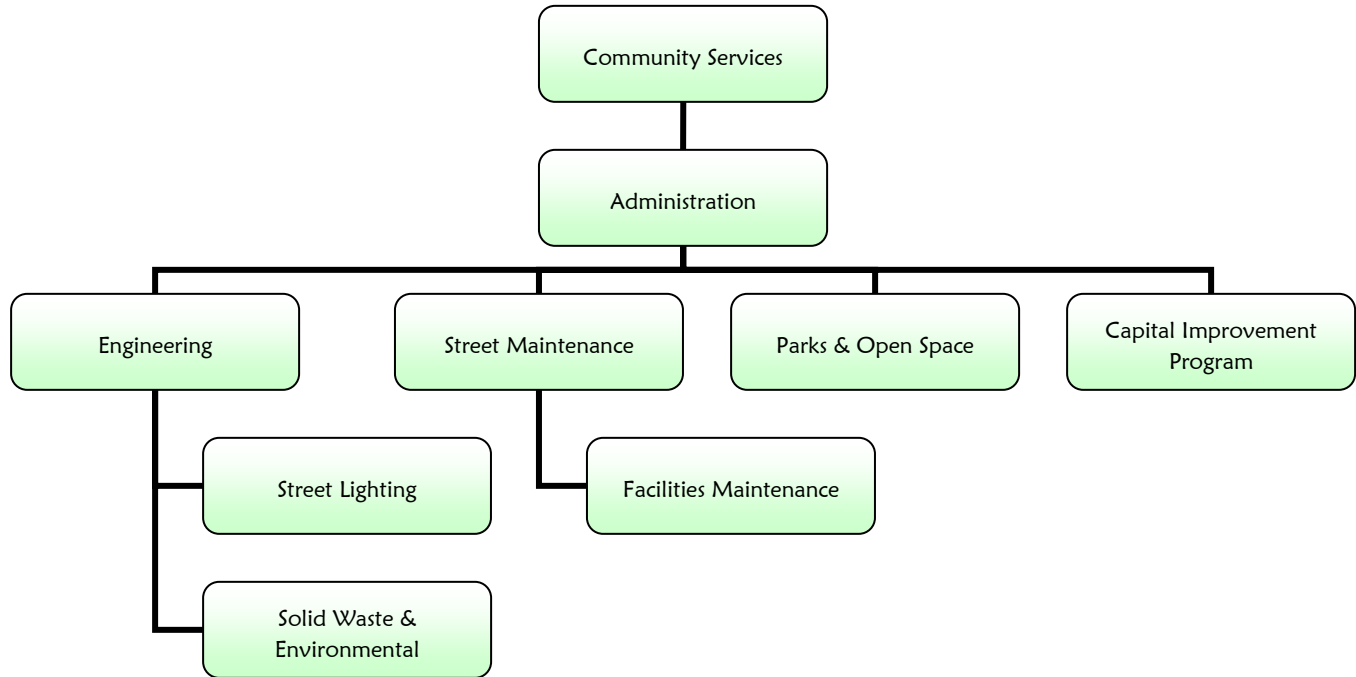 Community Services
Administration
Engineering
Street Maintenance
Parks & Open Space
Capital Improvement
Program
Street Lighting
Facilities Maintenance
Solid Waste &
Environmental